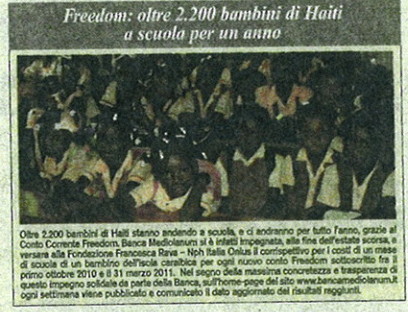 Freedom: oltre 2.200 bambini di Haiti
a scuola per un anno
Oltre 2.200 bambini di Haiti stanno andando a scuola, e ci andranno per tutto l'anno, grazie al
Conto Corrente Freedom. Banca Mediolanum si è infatti impegnata, alla fine dell'estate scorsa, a
versare alla Fondazione Francesca Rava – Nph Italia Onlus il corrispettivo per i costi di un mese
di scuola di un bambino dell'isola caraibica per ogni nuovo conto Freedom sottoscritto fra il
primo ottobre 2010 e il 31 marzo 2011. Nel segno della massima concretezza e trasparenza di
questo impegno solidale da parte della Banca, sull'home-page del sito www.bancamediolanum.it
ogni settimana viene pubblicato e comunicato il dato aggiornato dei risultati raggiunti.